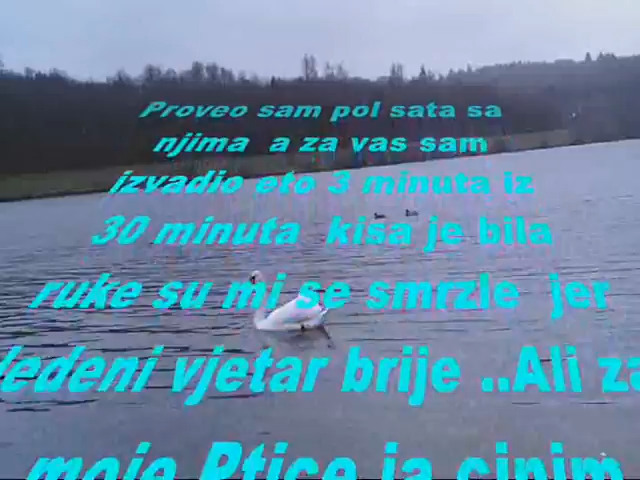 Proveo sam pol sata sa
njima a za vas sam
izvadio eto 3 minuta iz
30 minuta kisa je bila
ruke su mi se smrzle jer
ledeni vjetar brije ..Ali za
moje Ptice ja cinim